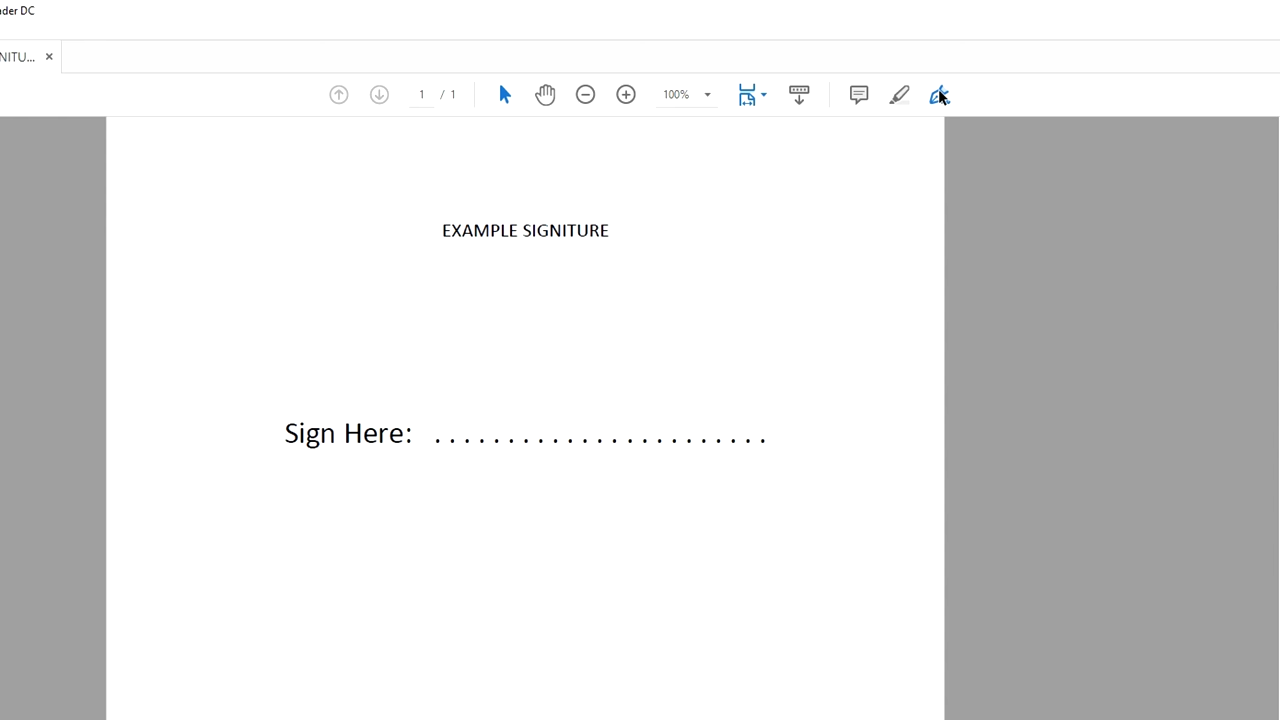 der DC
NITU...
1 / 1
100%
EXAMPLE SIGNITURE
Sign Here: . . . . . . . . . . . . . . . . . . . . . . .